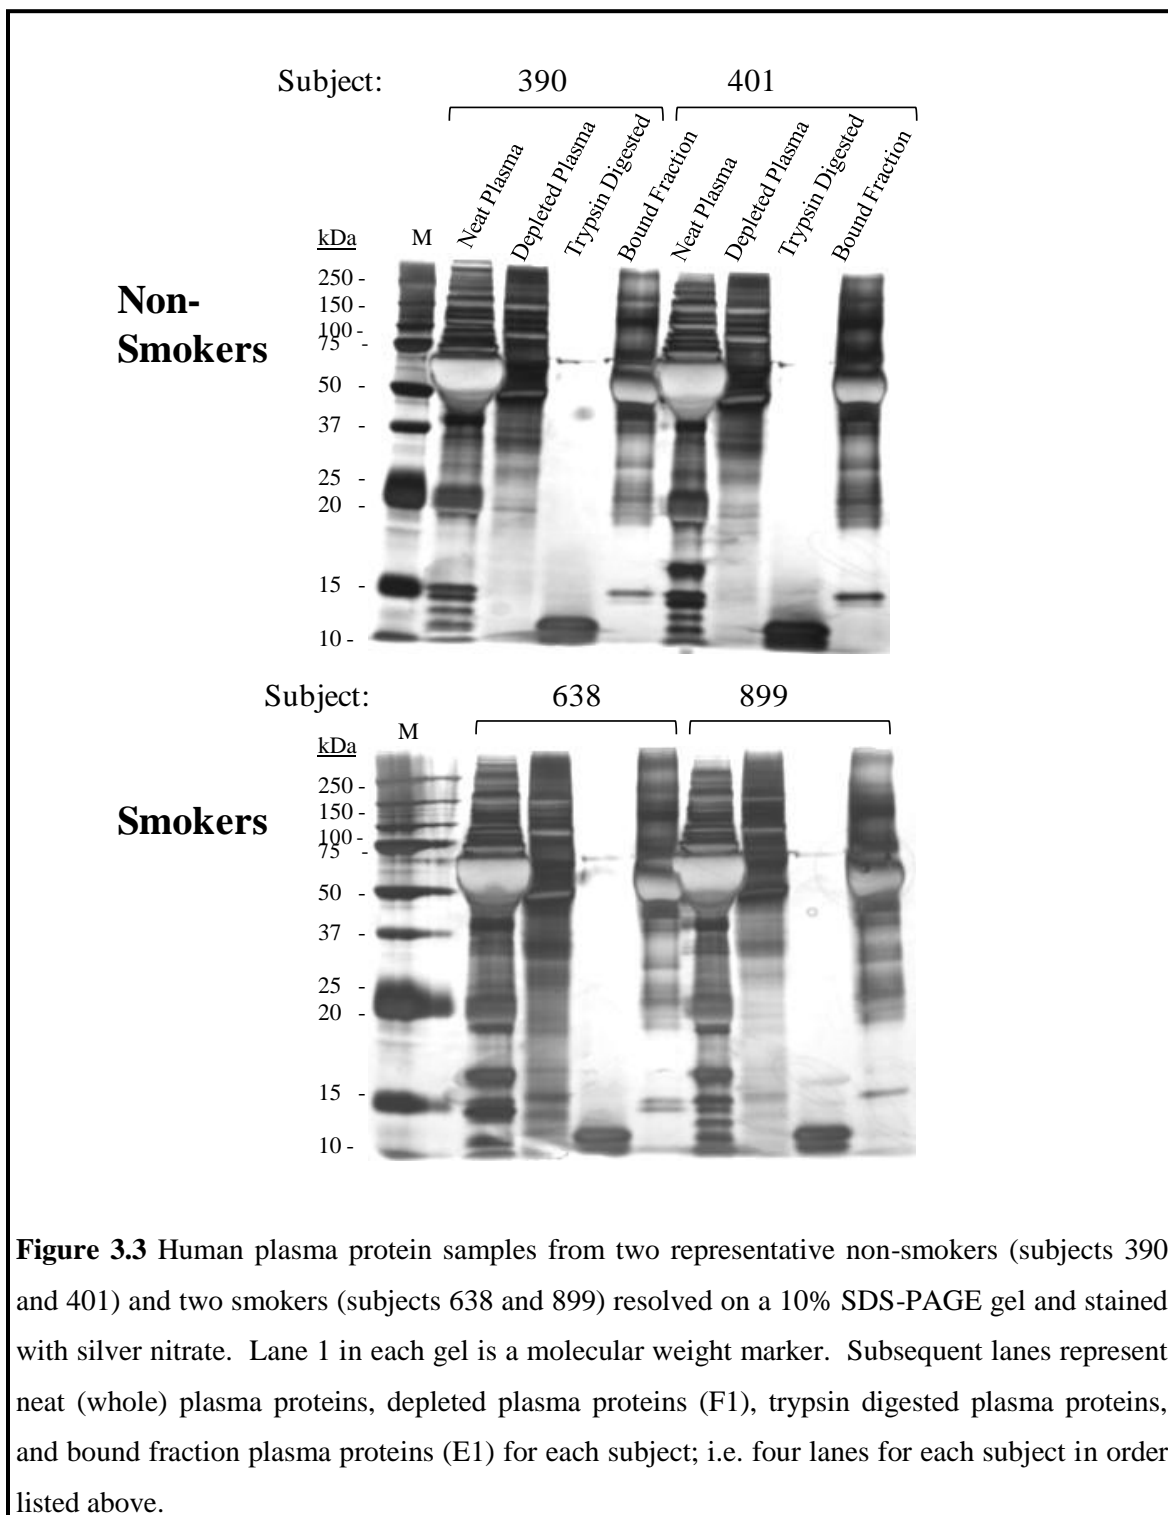 Subject: 390 401
Neat Plasma
Depleted Plasma
Trypsin Digested
Bound Fraction
Neat Plasma
Depleted Plasma
Trypsin Digested
Bound Fraction
kDa M
Non-
Smokers
250 -
150 -
100 -
75 -
50 -
37 -
25 -
20 -
15 -
10 -
Subject: 638 899
kDa M
Smokers
250 -
150 -
100 -
75 -
50 -
37 -
25 -
20 -
15 -
10 -
Figure 3.3 Human plasma protein samples from two representative non-smokers (subjects 390
and 401) and two smokers (subjects 638 and 899) resolved on a 10% SDS-PAGE gel and stained
with silver nitrate. Lane 1 in each gel is a molecular weight marker. Subsequent lanes represent
neat (whole) plasma proteins, depleted plasma proteins (F1), trypsin digested plasma proteins,
and bound fraction plasma proteins (E1) for each subject; i.e. four lanes for each subject in order
listed above.